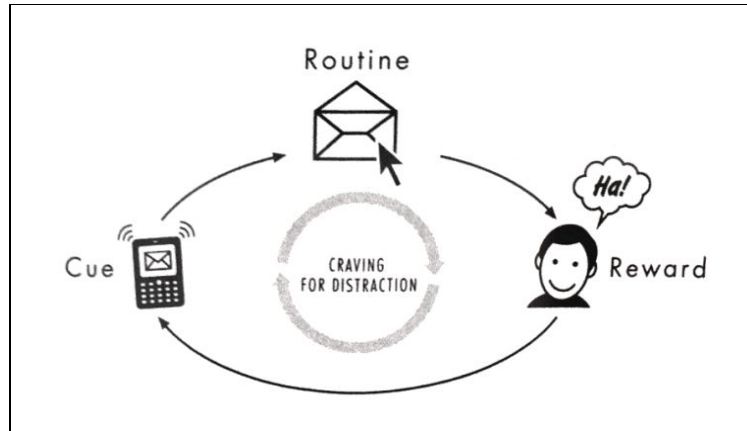 Routine
Ha!
Cue
CRAVING
FOR DISTRACTION
Reward